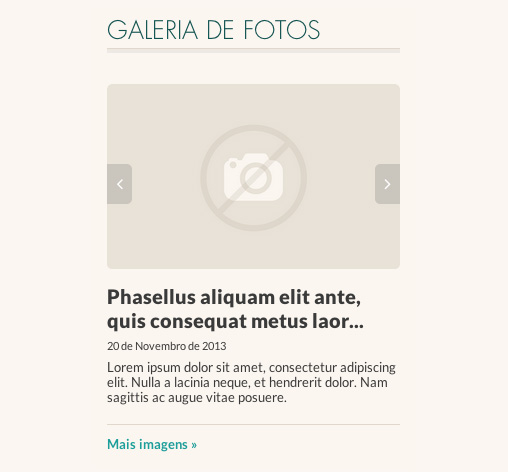 GALERIA DE FOTOS
Phasellus aliquam elit ante,
quis consequat metus laor...
20 de Novembro de 2013
Lorem ipsum dolor sit amet, consectetur adipiscing
elit. Nulla a lacinia neque, et hendrerit dolor. Nam
sagittis ac augue vitae posuere.
Mais imagens »